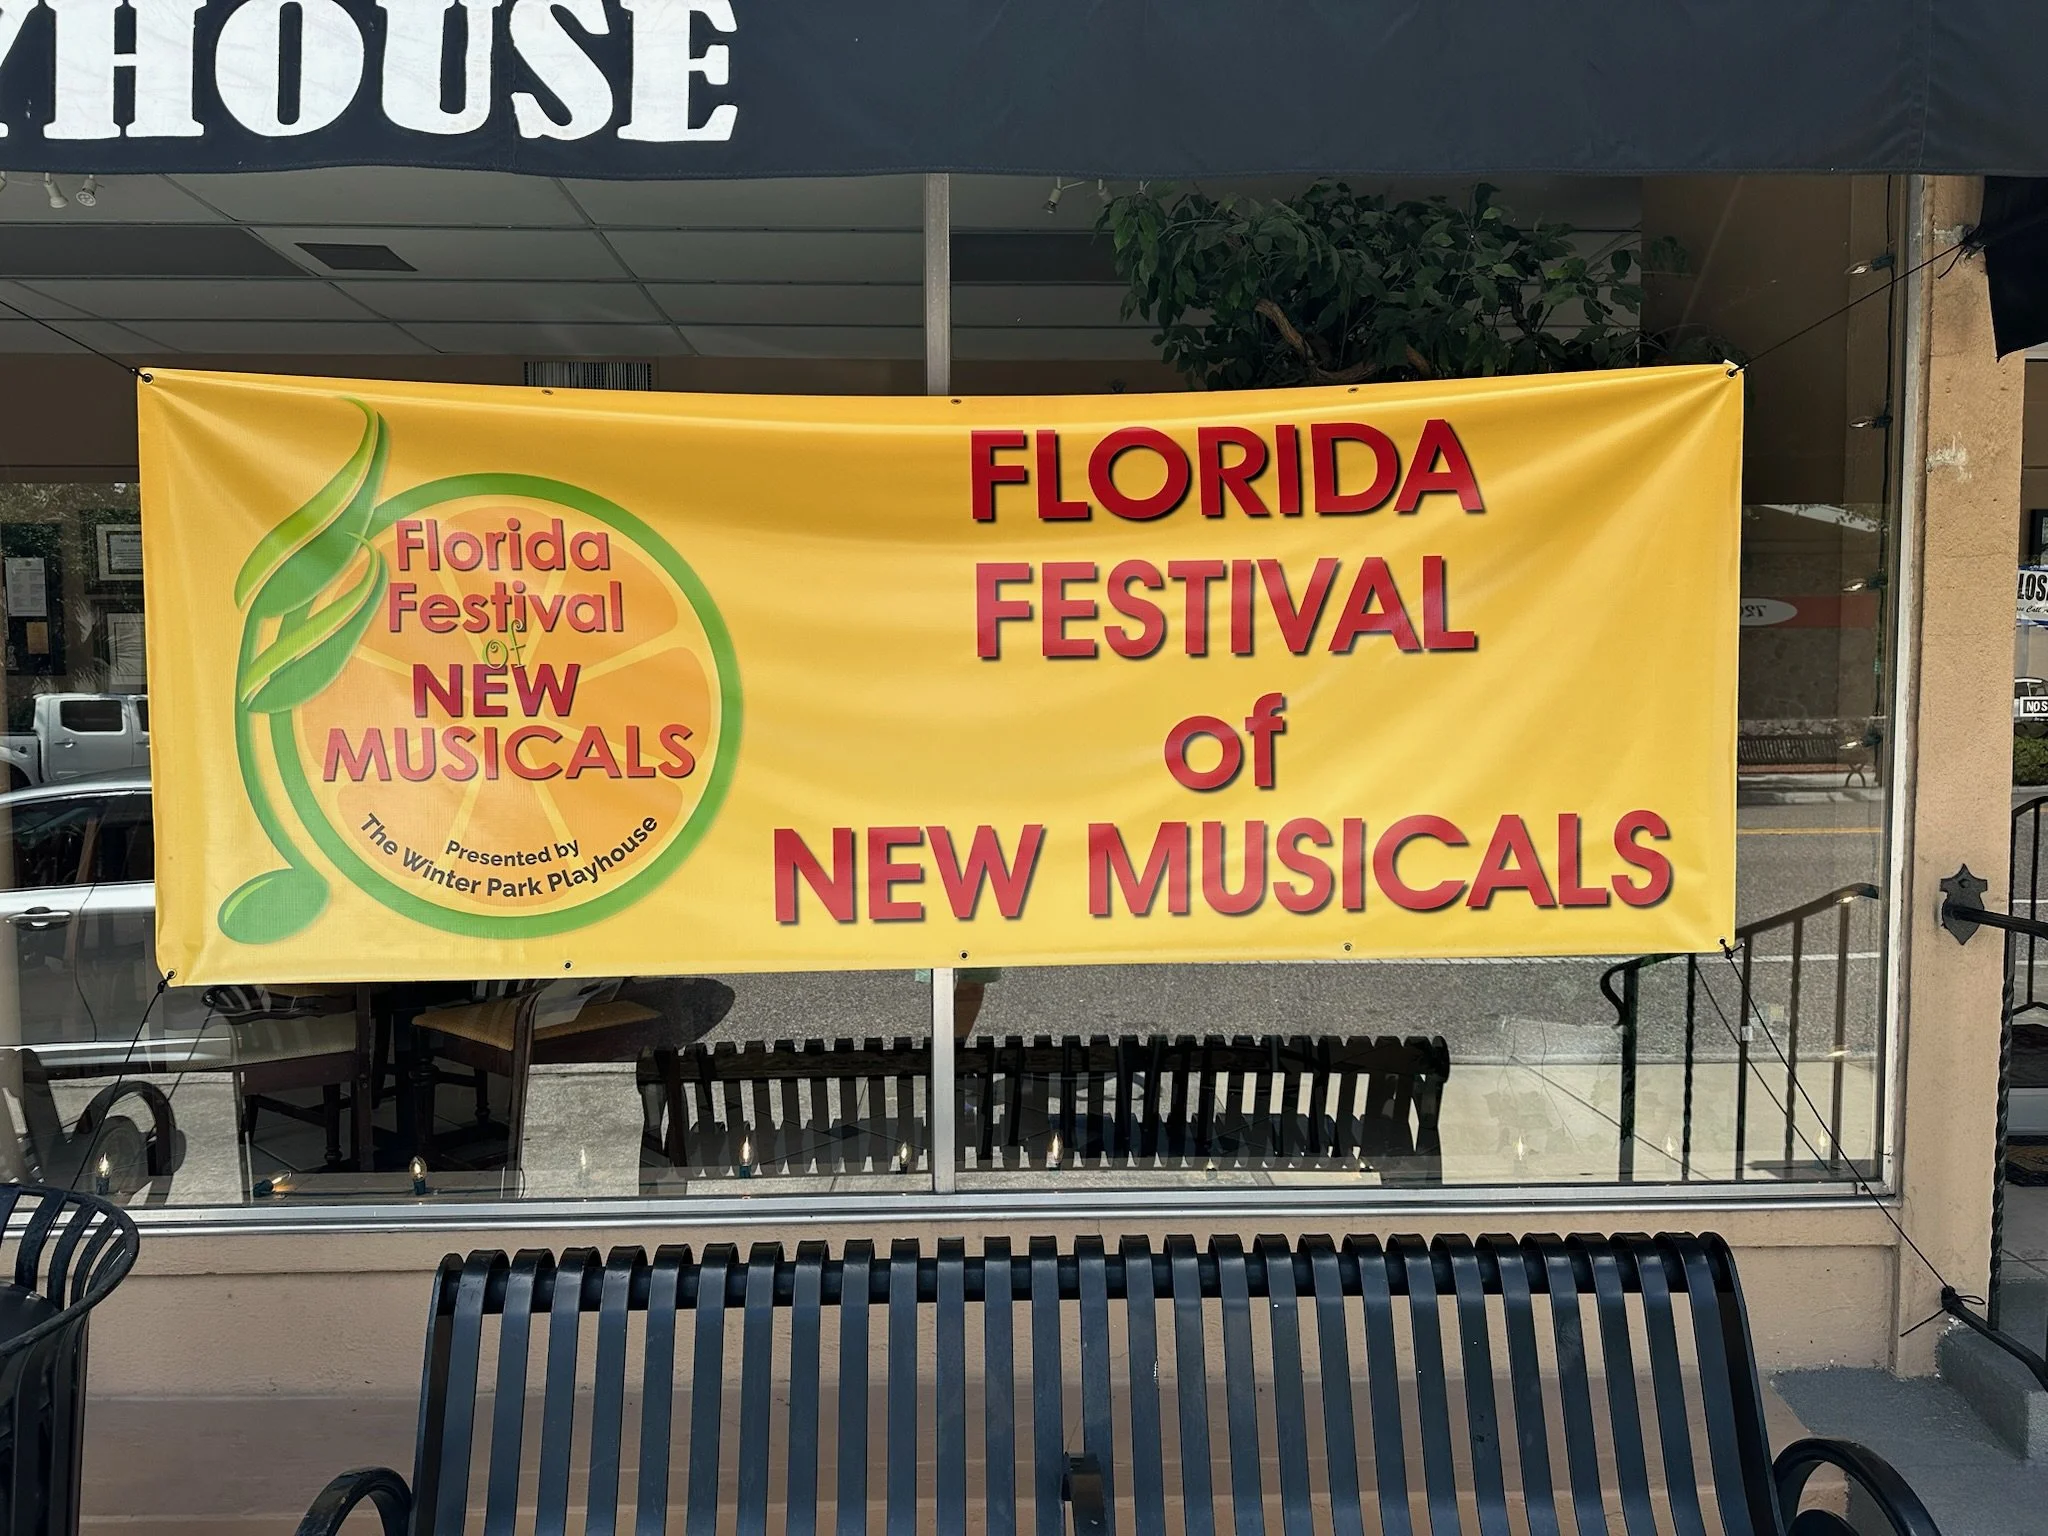 HOUSE
Florida
Festival
of
NEW
MUSICALS
Presented by
The Winter Park Playhouse
FLORIDA
FESTIVAL
of
NEW MUSICALS